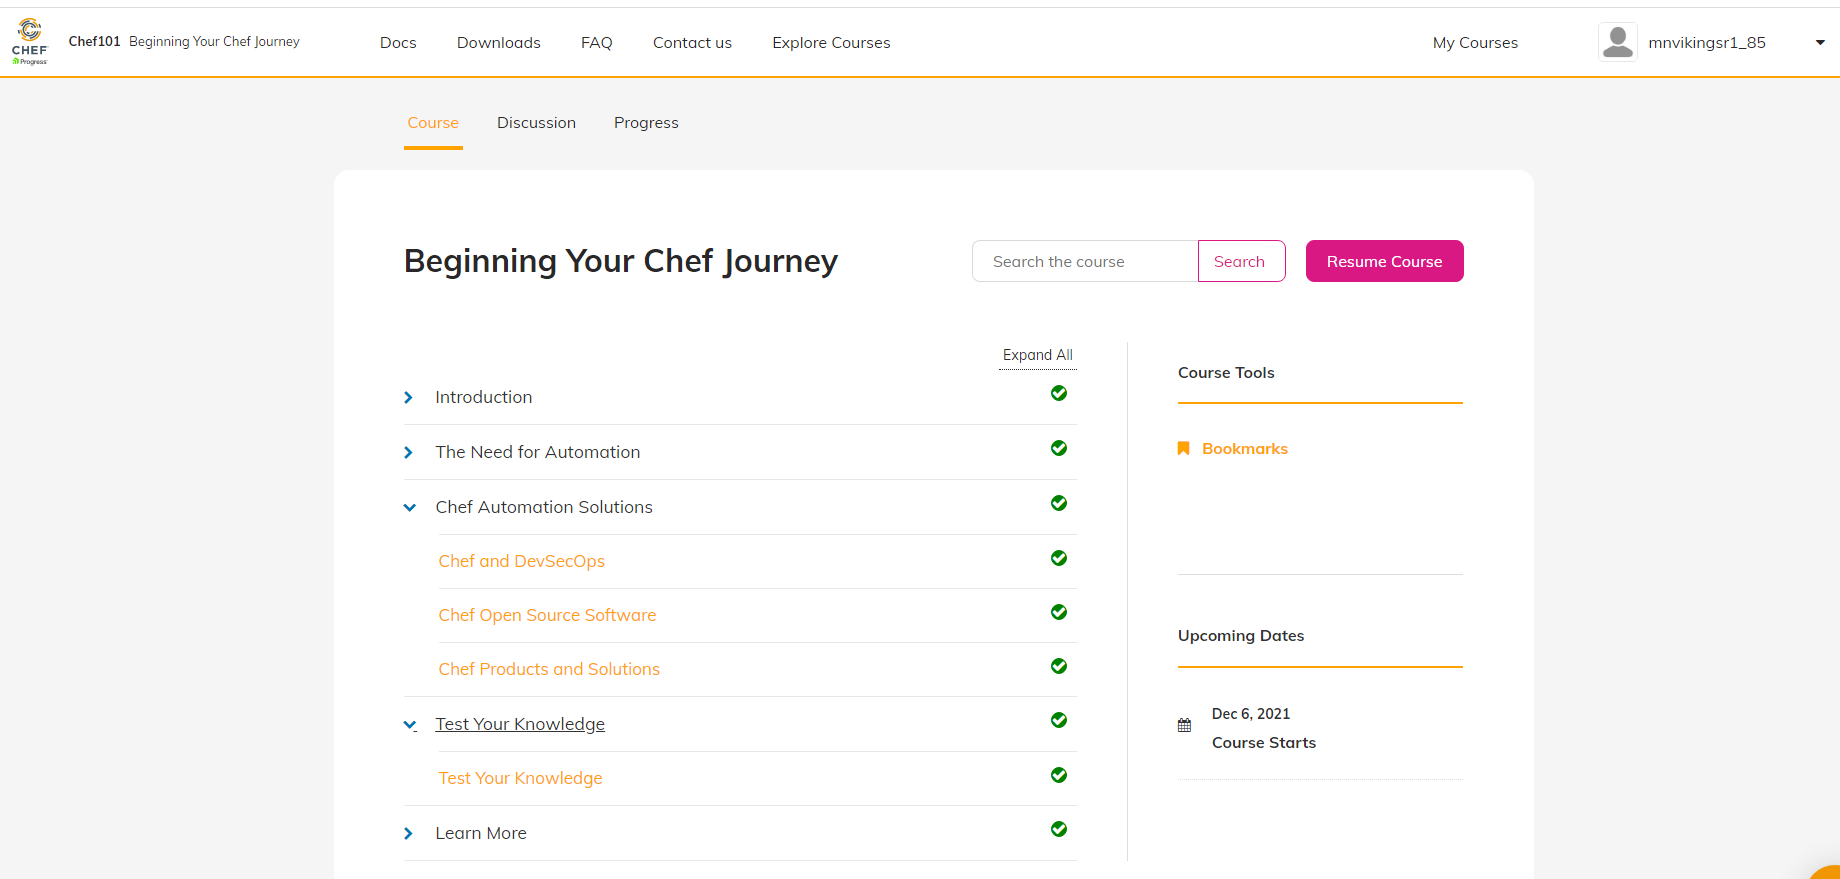 CHEF
Progress
Chef101 Beginning Your Chef Journey
Docs
Downloads
FAQ
Contact us
Explore Courses
My Courses
mnvikingsr1_85
Course
Discussion
Progress
Beginning Your Chef Journey
Search the course
Search
Resume Course
Expand All
Introduction
The Need for Automation
Chef Automation Solutions
Chef and DevSecOps
Chef Open Source Software
Chef Products and Solutions
Test Your Knowledge
Test Your Knowledge
Learn More
Course Tools
Bookmarks
Upcoming Dates
Dec 6, 2021
Course Starts